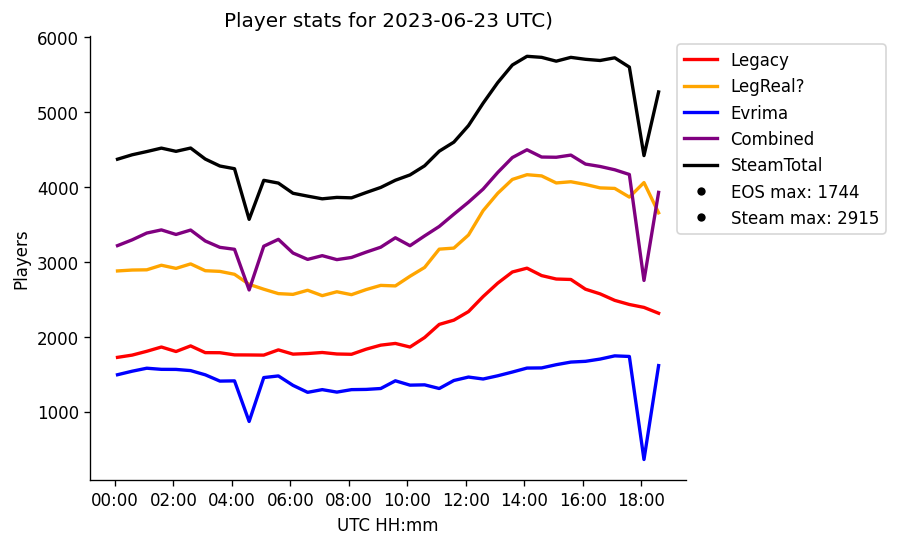 Player stats for 2023-06-23 UTC)
6000
5000
4000
3000
2000
1000
Players
00:00 02:00 04:00 06:00 08:00 10:00 12:00 14:00 16:00 18:00
UTC HH:mm
Legacy
LegReal?
Evrima
Combined
SteamTotal
EOS max: 1744
Steam max: 2915